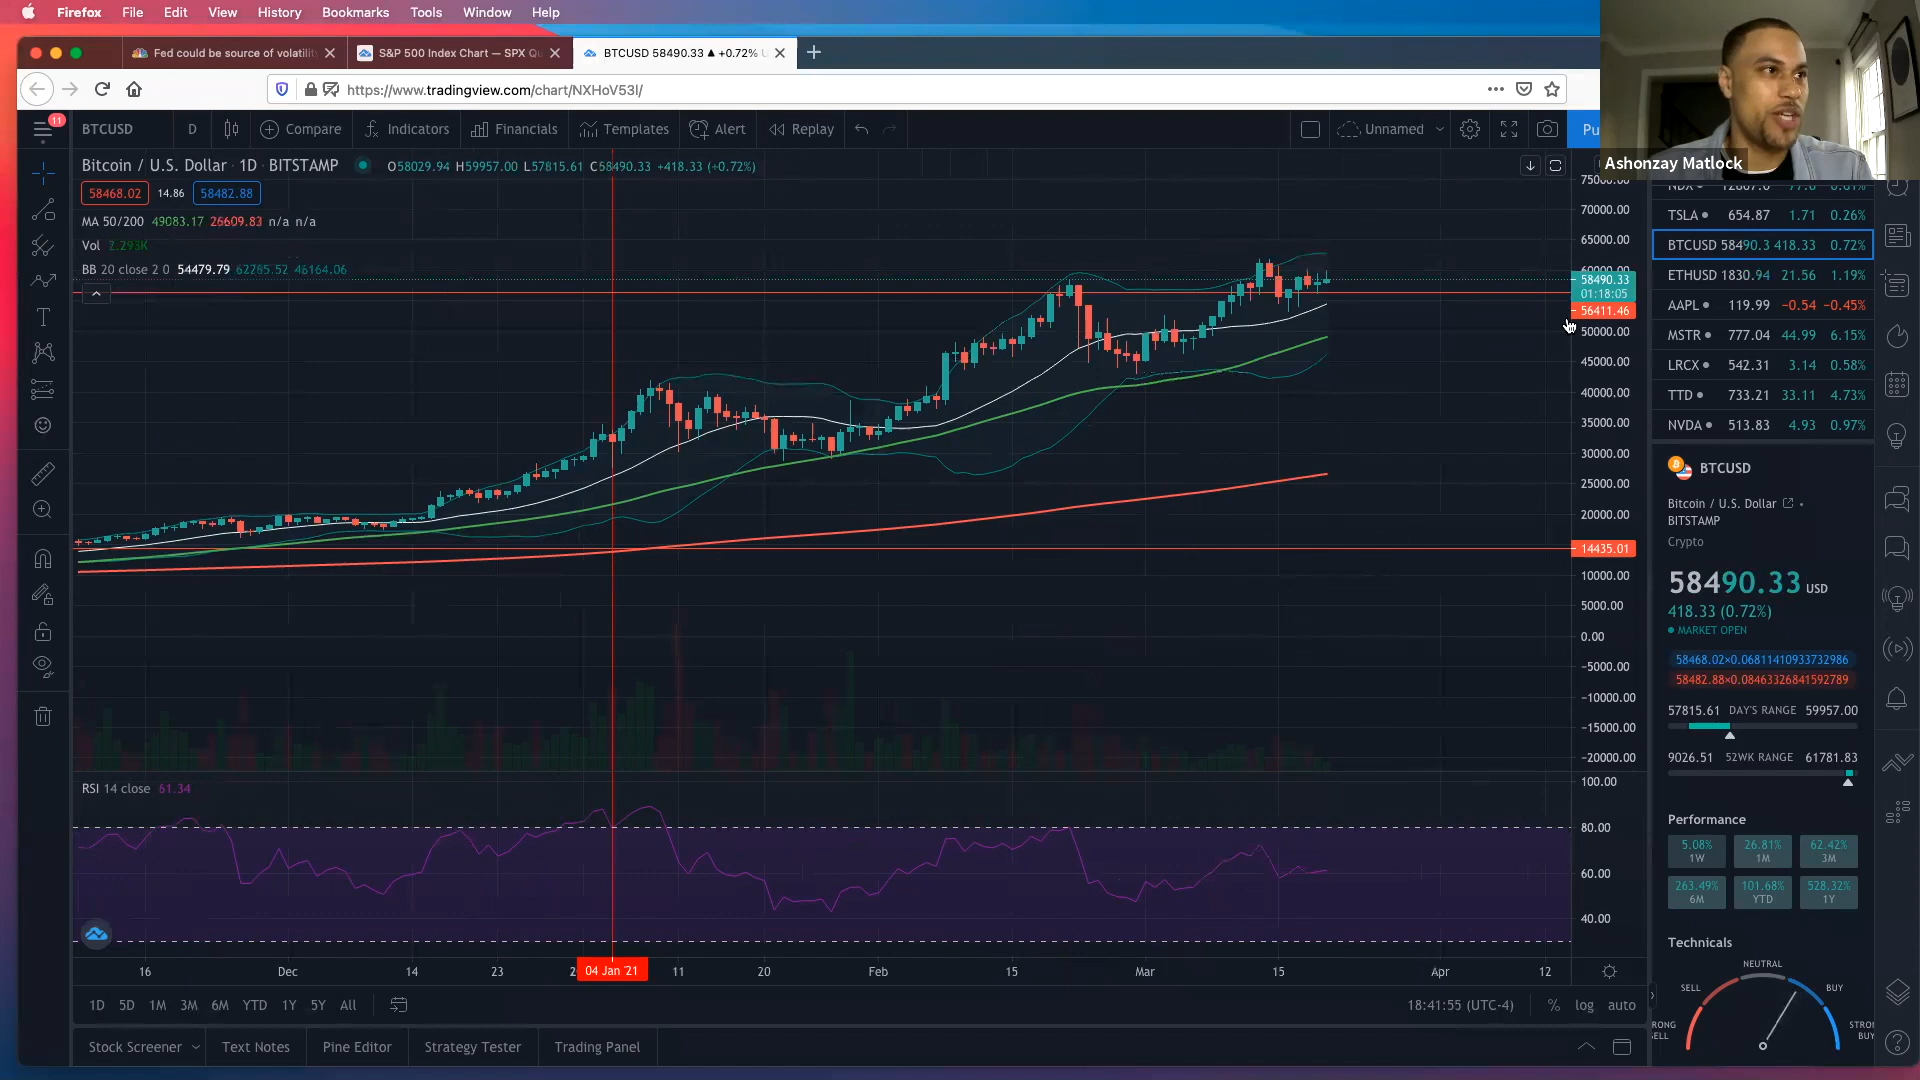 Firefox File Edit View History Bookmarks Tools Window Help
Fed could be source of volatilit
S&P 500 Index Chart — SPX Qu
BTCUSD 58490.33 ▲ +0.72% U
https://www.tradingview.com/chart/NXHoV53l/
11
BTCUSD D Compare Indicators Financials Templates Alert Replay Unnamed Pu
Ashonzay Matlock
Bitcoin / U.S. Dollar · 1D · BITSTAMP O58029.94 H59957.00 L57815.61 C58490.33 +418.33 (+0.72%)
58468.02 14.86 58482.88
MA 50/200 49083.17 26609.83 n/a n/a
Vol 2.293K
BB 20 close 2 0 54479.79 62785.52 46164.06
75000.00
70000.00
65000.00
60000.00
58490.33
01:18:05
56411.46
50000.00
45000.00
40000.00
35000.00
30000.00
25000.00
20000.00
14435.01
10000.00
5000.00
0.00
−5000.00
−10000.00
−15000.00
−20000.00
RSI 14 close 61.34
100.00
80.00
60.00
40.00
16 Dec 14 23 04 Jan '21 11 20 Feb 15 Mar 15 Apr 12
1D 5D 1M 3M 6M YTD 1Y 5Y All
18:41:55 (UTC-4) % log auto
Stock Screener Text Notes Pine Editor Strategy Tester Trading Panel
TSLA 654.87 1.71 0.26%
BTCUSD 58490.3 418.33 0.72%
ETHUSD 1830.94 21.56 1.19%
AAPL 119.99 −0.54 −0.45%
MSTR 777.04 44.99 6.15%
LRCX 542.31 3.14 0.58%
TTD 733.21 33.11 4.73%
NVDA 513.83 4.93 0.97%
BTCUSD
Bitcoin / U.S. Dollar
BITSTAMP
Crypto
58490.33 USD
418.33 (0.72%)
MARKET OPEN
58468.02×0.06811410933732986
58482.88×0.08463326841592789
57815.61 DAY'S RANGE 59957.00
9026.51 52WK RANGE 61781.83
Performance
5.08% 26.81% 62.42%
1W 1M 3M
263.49% 101.68% 528.32%
6M YTD 1Y
Technicals
NEUTRAL
SELL BUY
RONG STRO
ELL BUY